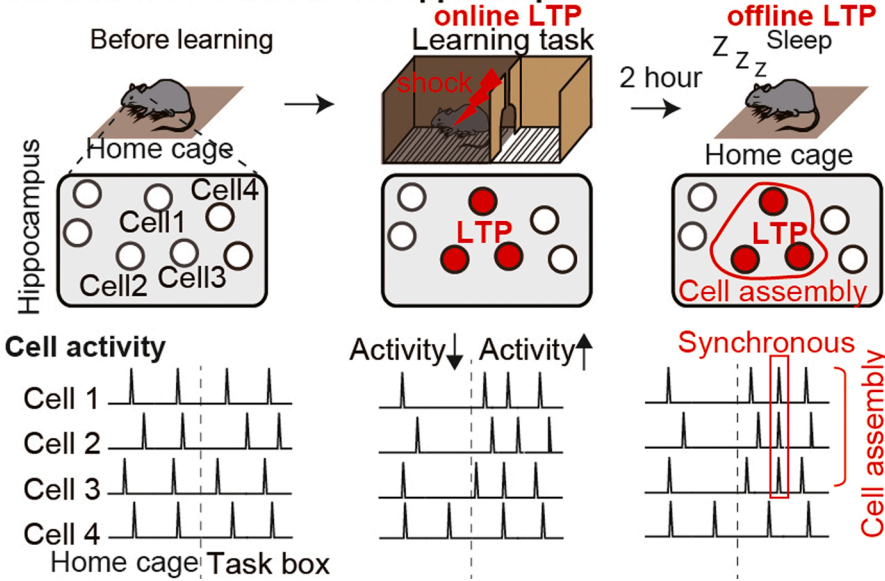 online LTP
offline LTP
Before learning
Learning task
Sleep
Z
Z
Z
shock
2 hour
Home cage
Home cage
Hippocampus
Cell4
Cell1
Cell2
Cell3
LTP
LTP
Cell assembly
Cell activity
Activity
Activity
Synchronous
Cell 1
Cell 2
Cell 3
Cell 4
Cell assembly
Home cage
Task box